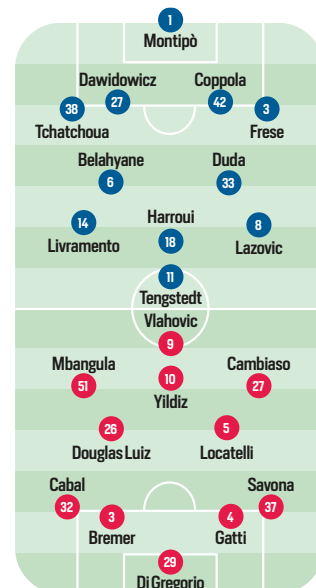 1
Montipò
Dawidowicz Coppola
38 27 42 3
Tchatchoua Frese
Belahyane Duda
6 33
14 Harroui 8
Livramento 18 Lazovic
11
Tengstedt
Vlahovic
9
Mbangula Cambiaso
51 10 27
Yildiz
26 5
Douglas Luiz Locatelli
Cabal Savona
32 3 4 37
Bremer Gatti
29
Di Gregorio